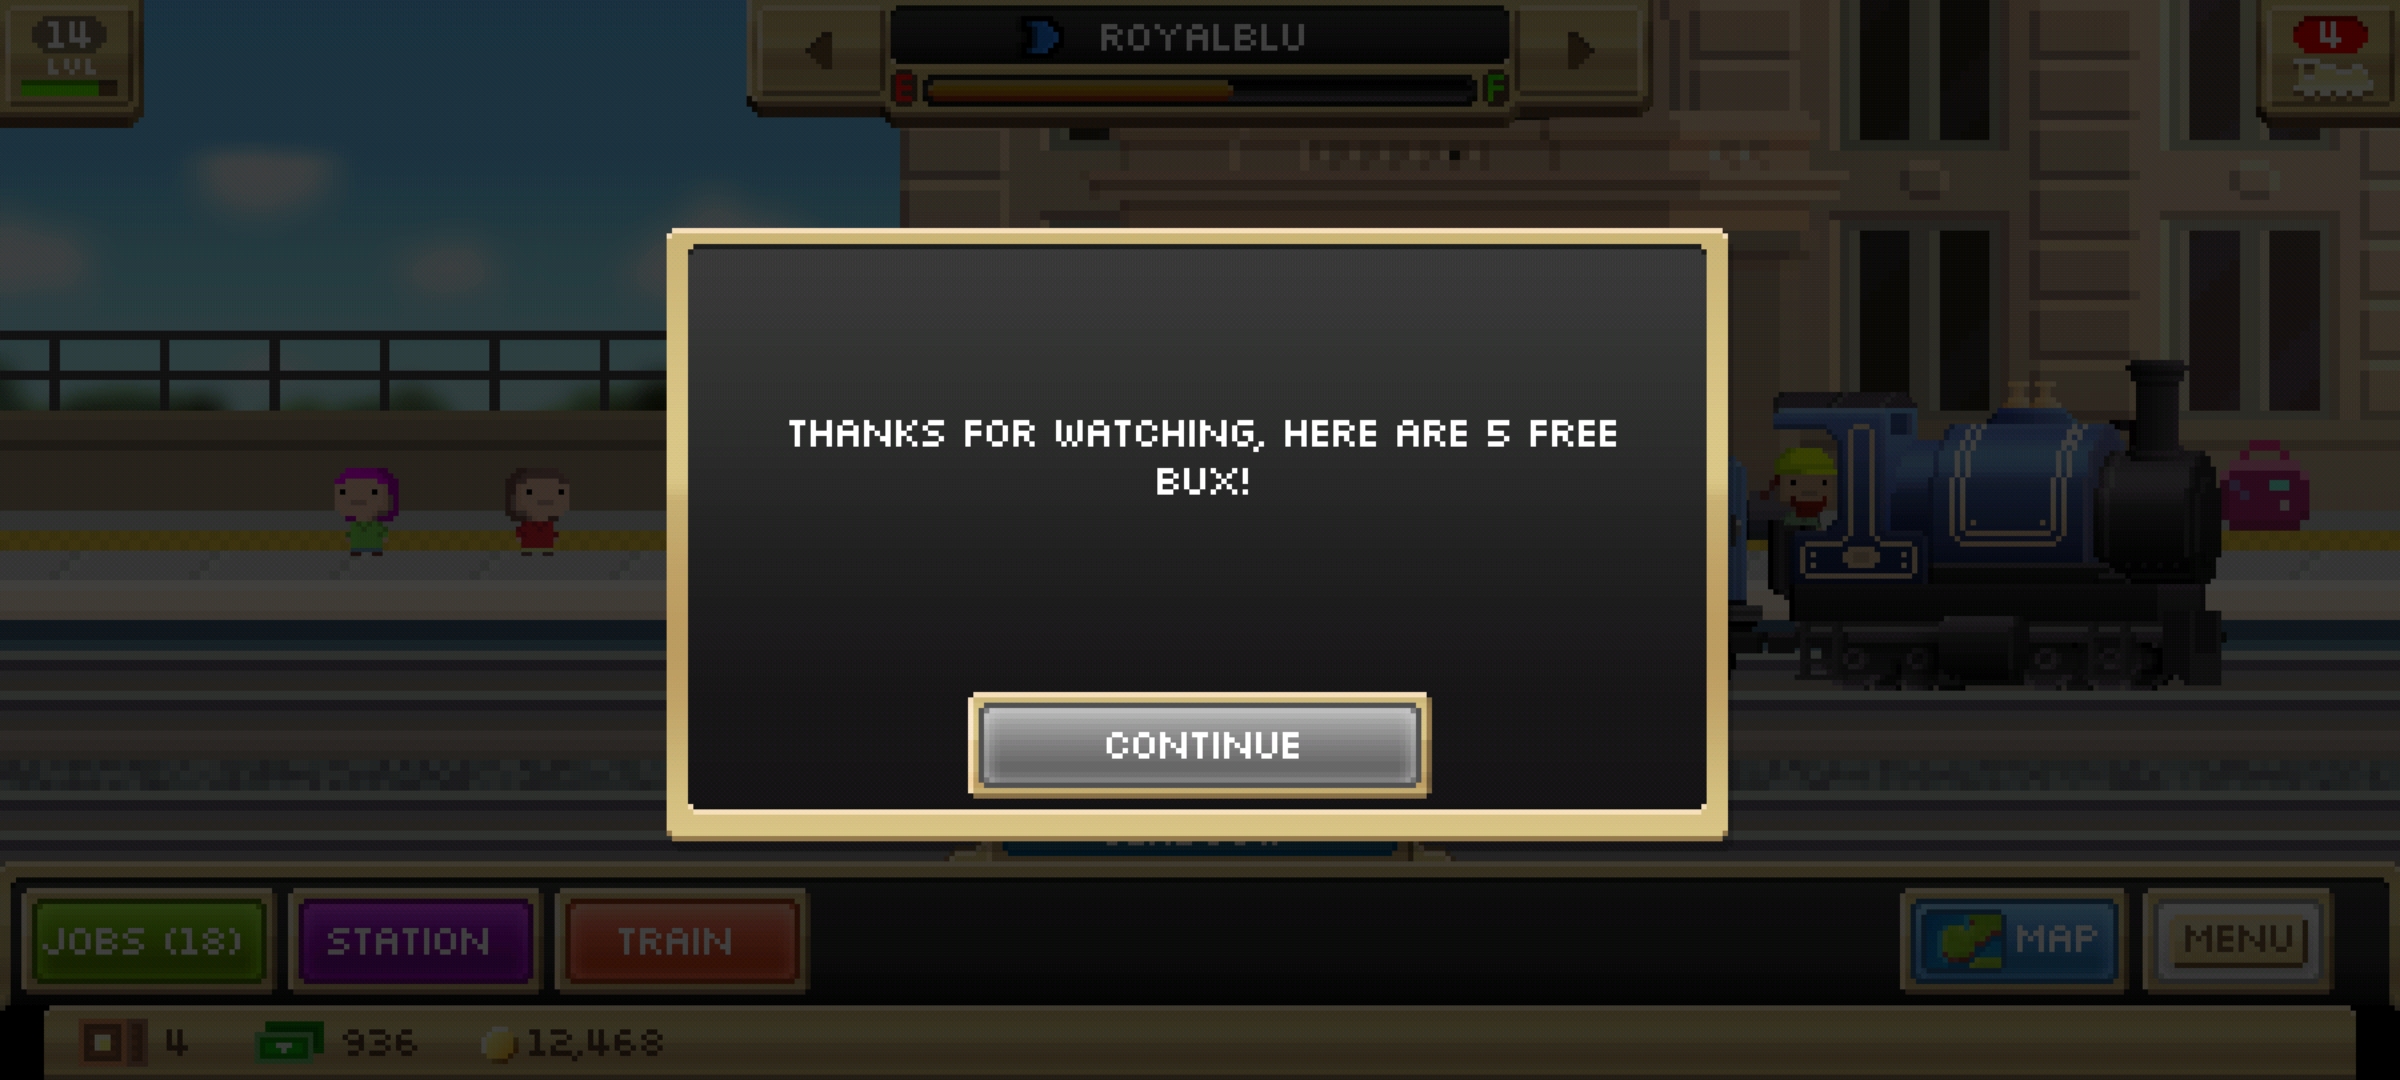 14
LVL
ROYALBLU
E
F
4
THANKS FOR WATCHING, HERE ARE 5 FREE
BUX!
CONTINUE
JOBS (18)
STATION
TRAIN
MAP
MENU
4
936
12,468